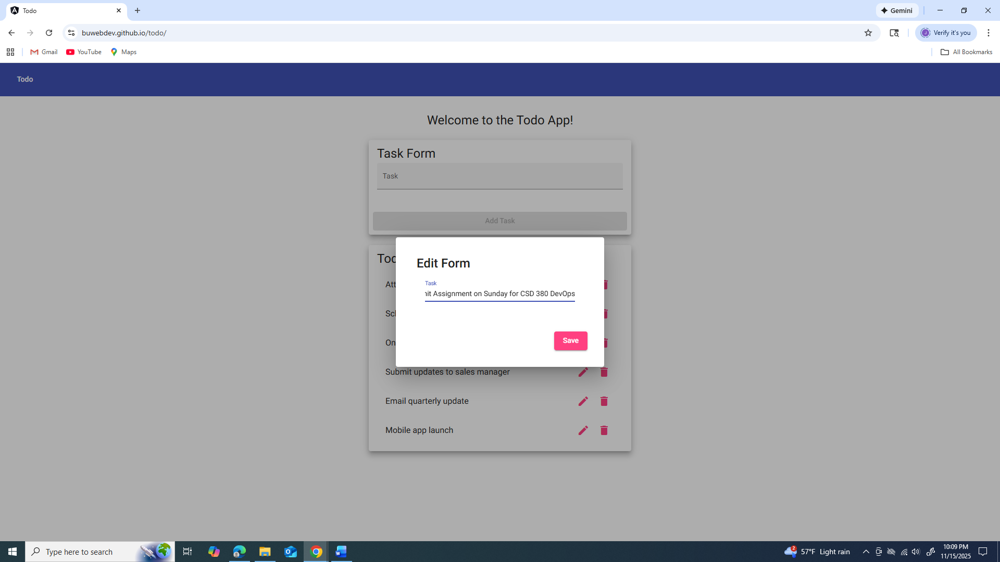 Todo
Gemini
buwebdev.github.io/todo/
Verify it's you
Gmail
YouTube
Maps
All Bookmarks
Todo
Welcome to the Todo App!
Task Form
Task
Add Task
Tod
Edit Form
Att
Task
nit Assignment on Sunday for CSD 380 DevOps
Sch
On
Save
Submit updates to sales manager
Email quarterly update
Mobile app launch
Type here to search
2
57°F Light rain
10:09 PM
11/15/2025